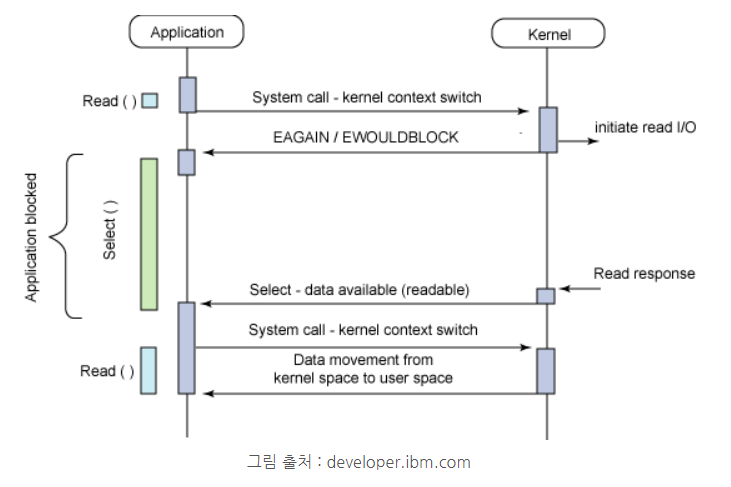 Application
Kernel
Read ( )
System call - kernel context switch
initiate read I/O
EAGAIN / EWOULDBLOCK
Application blocked
Select ( )
Read response
Select - data available (readable)
System call - kernel context switch
Read ( )
Data movement from
kernel space to user space
그림 출처 : developer.ibm.com